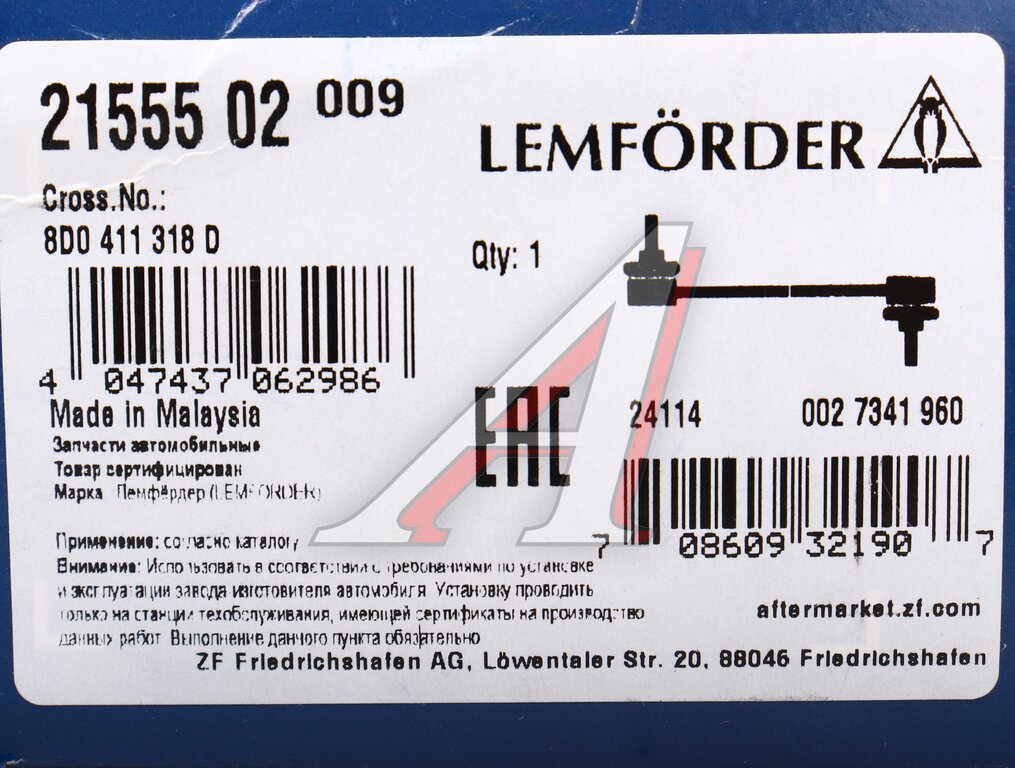 21555 02 009
LEMFÖRDER
Cross.No.:
8D0 411 318 D
Qty: 1
4 047437 062986
Made in Malaysia
Запчасти автомобильные
Товар сертифицирован
Марка Лемфёрдер (LEMFÖRDER)
EAC
24114
002 7341 960
7 08609 32190 7
Применение: согласно каталогу
Внимание: Использовать в соответствии с требованиями по установке
и эксплуатации завода изготовителя автомобиля. Установку проводить
только на станции техобслуживания, имеющей сертификаты на производство
данных работ. Выполнение данного пункта обязательно
aftermarket.zf.com
ZF Friedrichshafen AG, Löwentaler Str. 20, 88046 Friedrichshafen